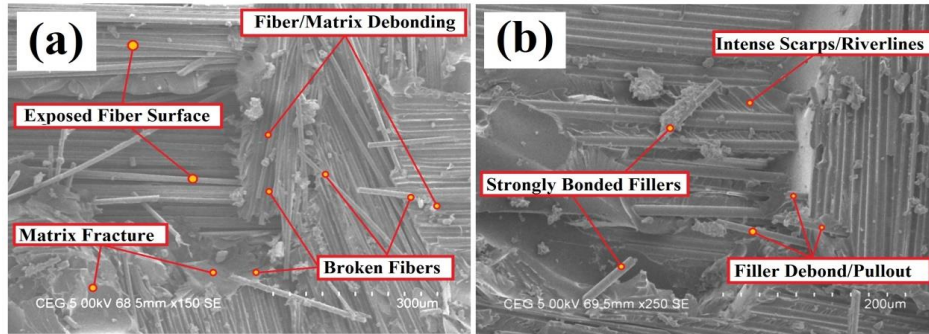 (a)
Fiber/Matrix Debonding
Exposed Fiber Surface
Matrix Fracture
Broken Fibers
CEG 5 00kV 68 5mm x150 SE
300um
(b)
Intense Scarps/Riverlines
Strongly Bonded Fillers
Filler Debond/Pullout
CEG 5 00kV 69.5mm x250 SE
200um